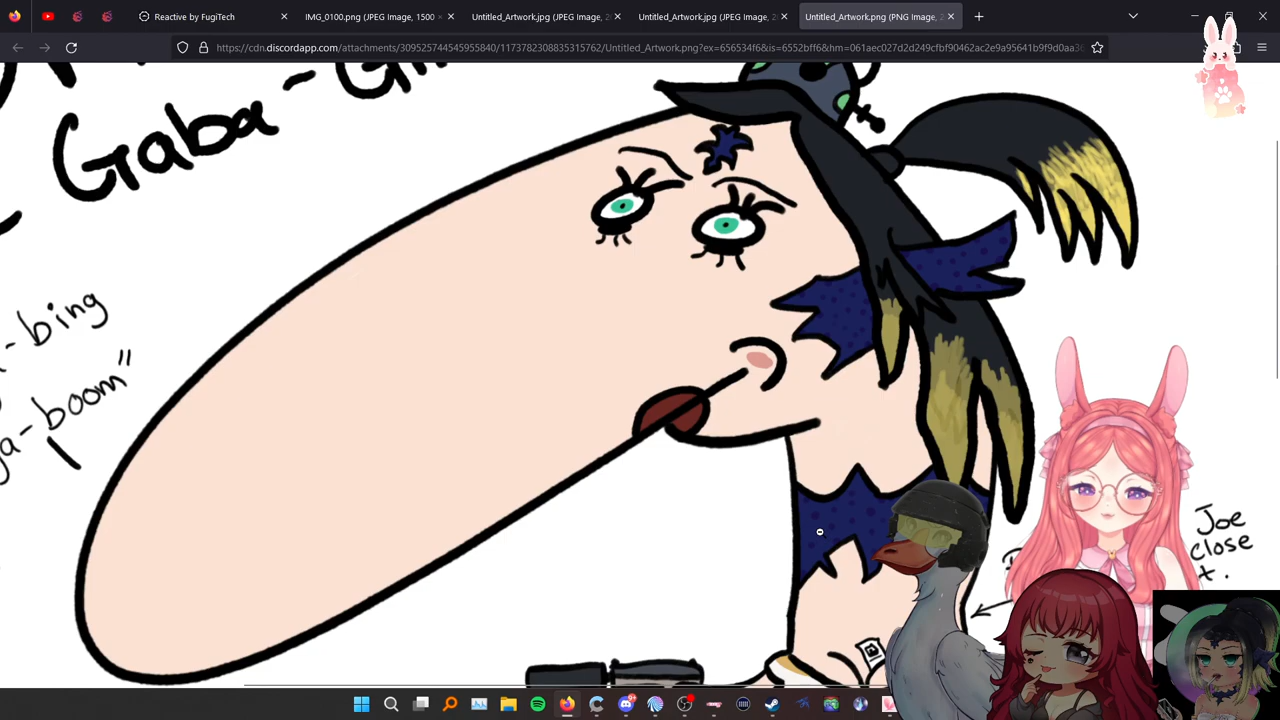 Reactive by FugiTech
IMG_0100.png (JPEG Image, 1500
Untitled_Artwork.jpg (JPEG Image, 2
Untitled_Artwork.jpg (JPEG Image, 2
Untitled_Artwork.png (PNG Image, 2
https://cdn.discordapp.com/attachments/309525744545955840/1173782308835315762/Untitled_Artwork.png?ex=656534f6&is=6552bff6&hm=061aec027d2d249cfbf90462ac2e9a95641b9f9d0aa3
Gaba-
-bing
-boom"
Joe
close